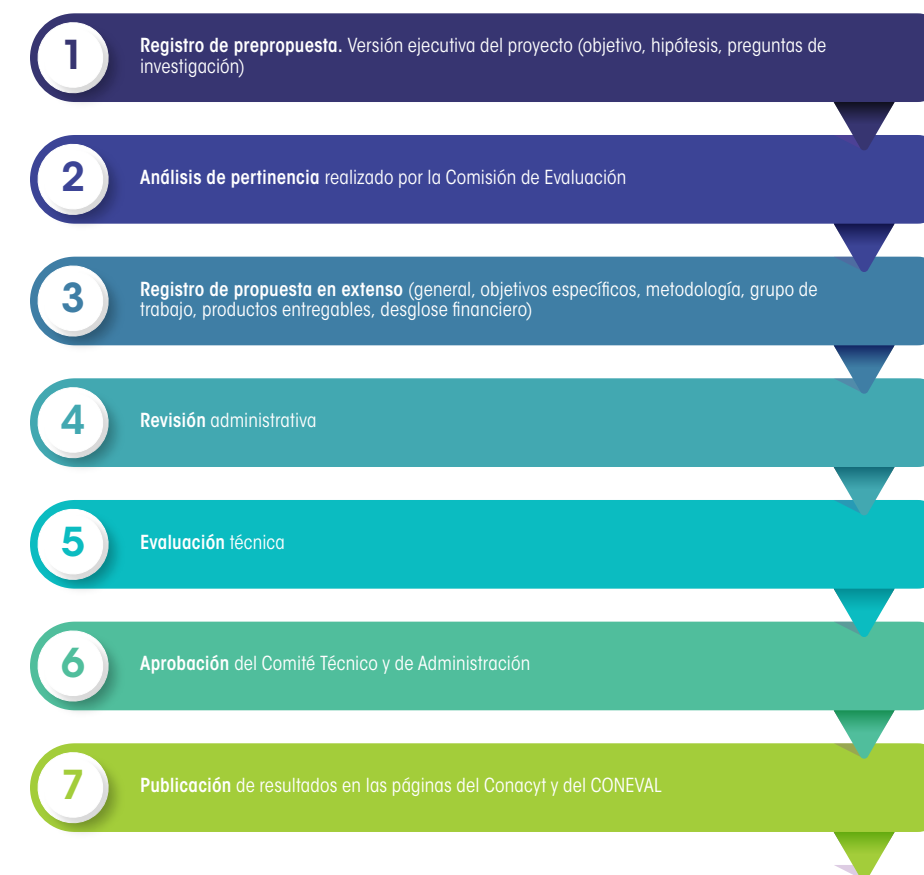 1
Registro de prepropuesta. Versión ejecutiva del proyecto (objetivo, hipótesis, preguntas de
investigación)
2
Análisis de pertinencia realizado por la Comisión de Evaluación
3
Registro de propuesta en extenso (general, objetivos específicos, metodología, grupo de
trabajo, productos entregables, desglose financiero)
4
Revisión administrativa
5
Evaluación técnica
6
Aprobación del Comité Técnico y de Administración
7
Publicación de resultados en las páginas del Conacyt y del CONEVAL